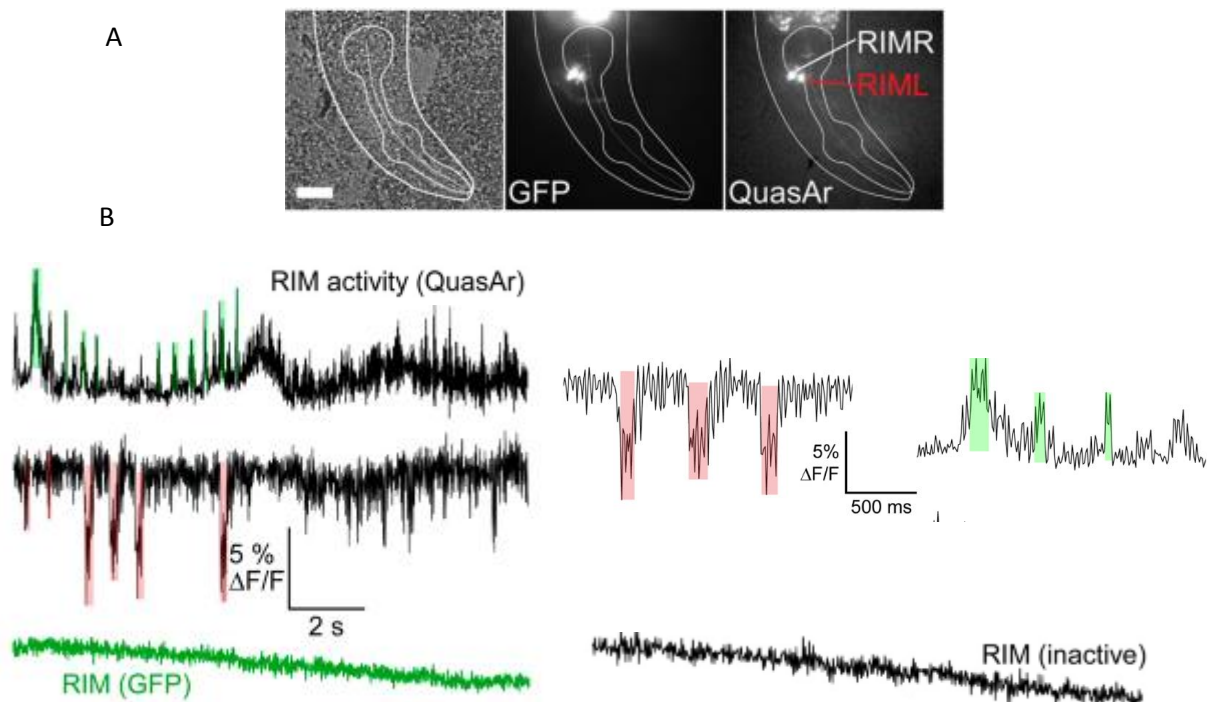 A
RIMR
RIML
GFP
QuasAr
B
RIM activity (QuasAr)
5 %
ΔF/F
2 s
5%
ΔF/F
500 ms
RIM (GFP)
RIM (inactive)